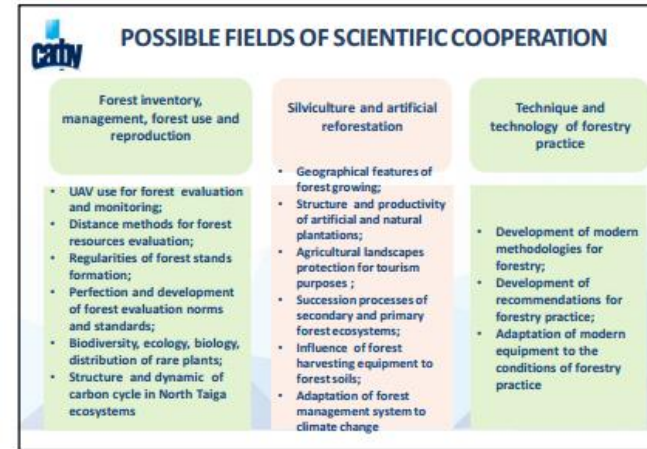 сафу
POSSIBLE FIELDS OF SCIENTIFIC COOPERATION
Forest inventory,
management, forest use and
reproduction
• UAV use for forest evaluation
and monitoring;
• Distance methods for forest
resources evaluation;
• Regularities of forest stands
formation;
• Perfection and development
of forest evaluation norms
and standards;
• Biodiversity, ecology, biology,
distribution of rare plants;
• Structure and dynamic of
carbon cycle in North Taiga
ecosystems
Silviculture and artificial
reforestation
• Geographical features of
forest growing;
• Structure and productivity
of artificial and natural
plantations;
• Agricultural landscapes
protection for tourism
purposes ;
• Succession processes of
secondary and primary
forest ecosystems;
• Influence of forest
harvesting equipment to
forest soils;
• Adaptation of forest
management system to
climate change
Technique and
technology of forestry
practice
• Development of modern
methodologies for
forestry;
• Development of
recommendations for
forestry practice;
• Adaptation of modern
equipment to the
conditions of forestry
practice